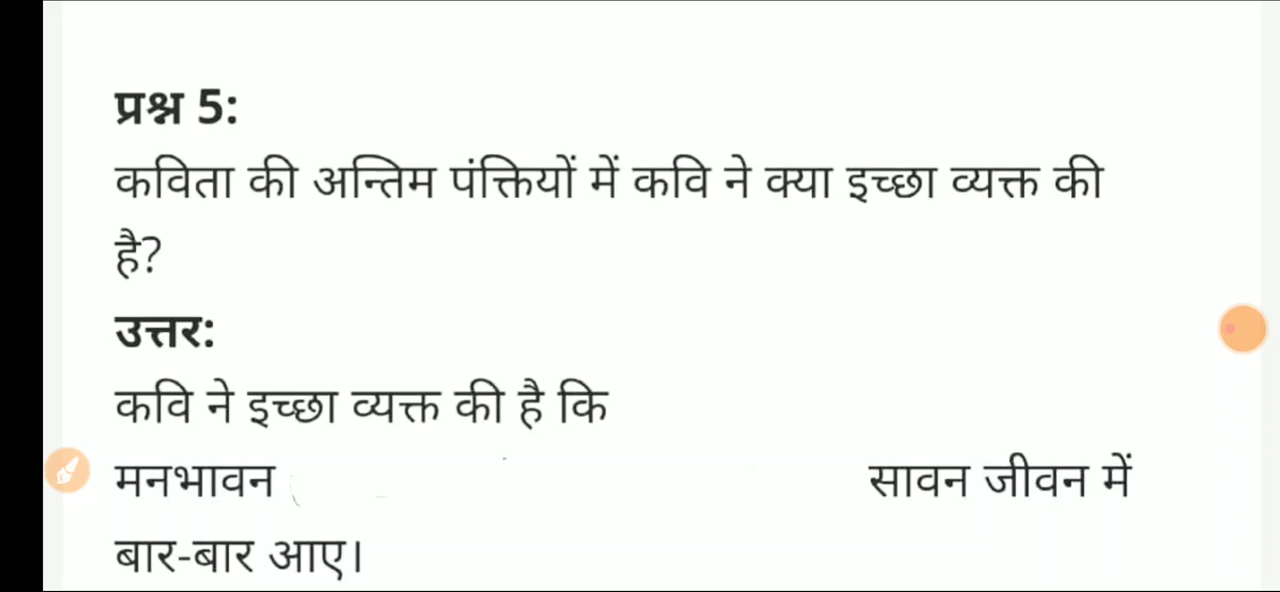 प्रश्न 5:
कविता की अन्तिम पंक्तियों में कवि ने क्या इच्छा व्यक्त की
है?
उत्तर:
कवि ने इच्छा व्यक्त की है कि
मनभावन सावन जीवन में
बार-बार आए।